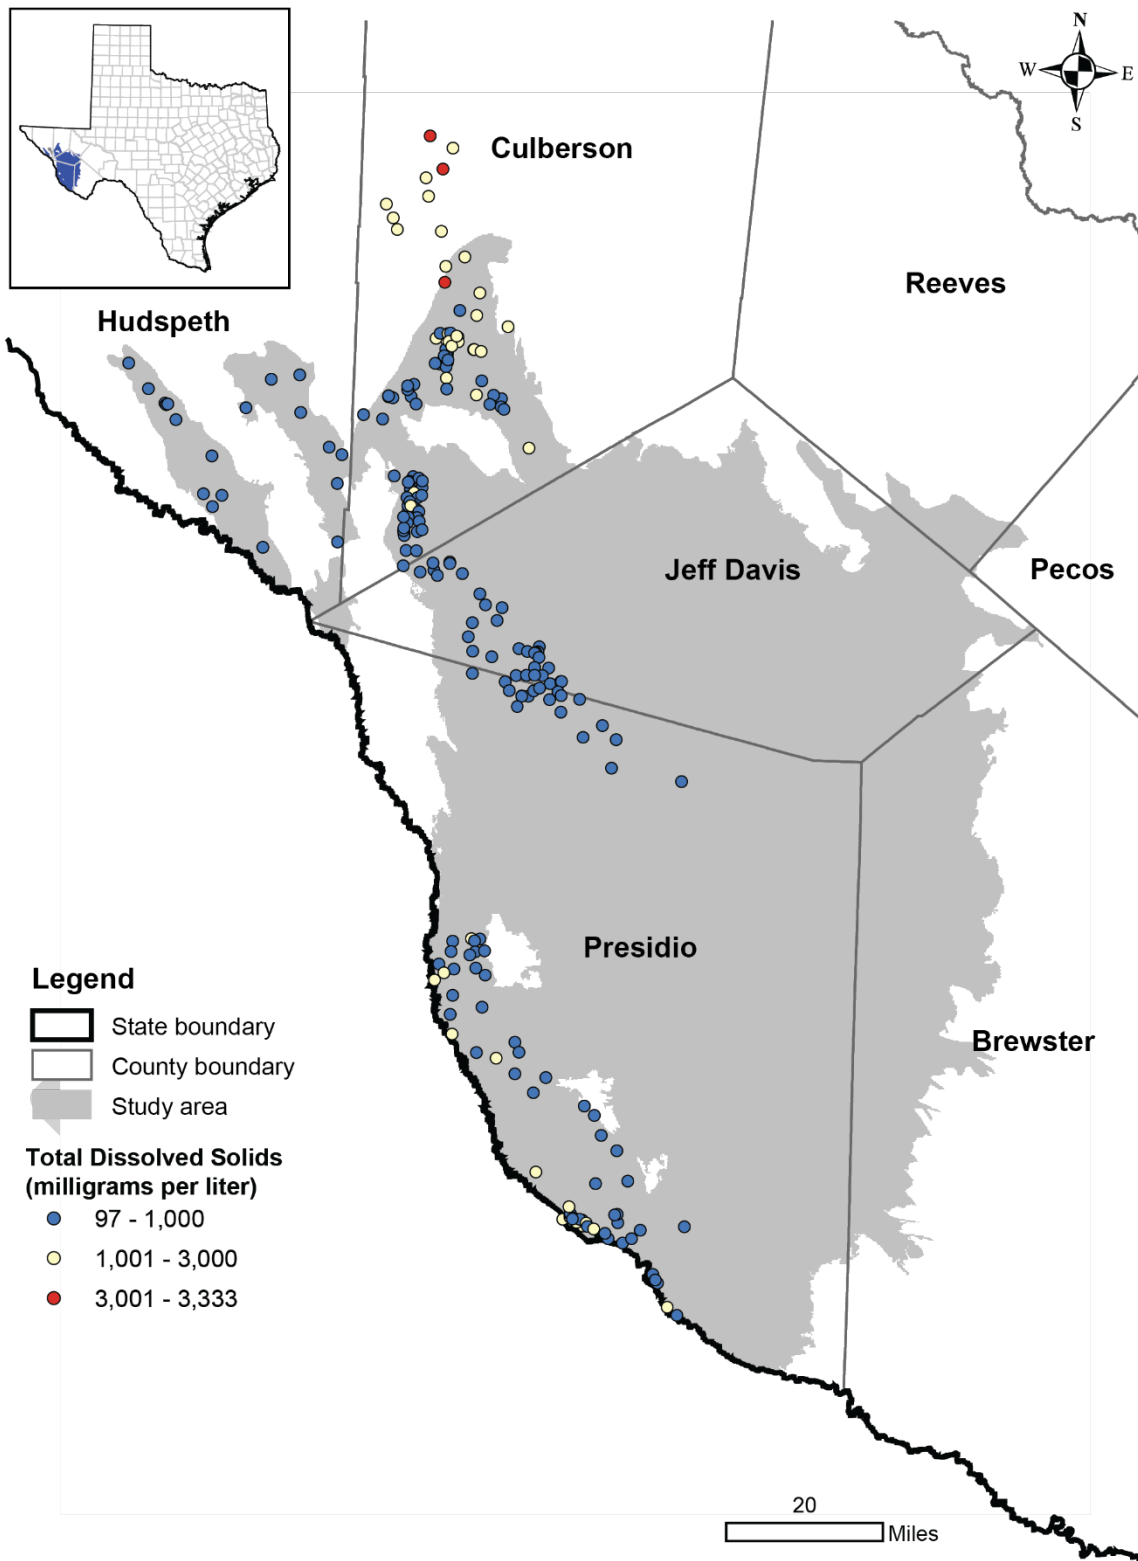 N
W E
S
Culberson
Reeves
Hudspeth
Jeff Davis
Pecos
Presidio
Brewster
Legend
State boundary
County boundary
Study area
Total Dissolved Solids
(milligrams per liter)
97 - 1,000
1,001 - 3,000
3,001 - 3,333
20
Miles